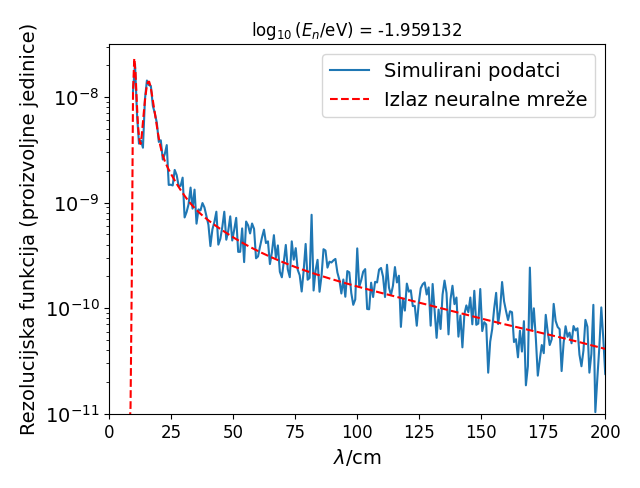 log₁₀(Eₙ/eV) = -1.959132
Rezolucijska funkcija (proizvoljne jedinice)
Simulirani podatci
Izlaz neuralne mreže
10⁻⁸
10⁻⁹
10⁻¹⁰
10⁻¹¹
0 25 50 75 100 125 150 175 200
λ/cm